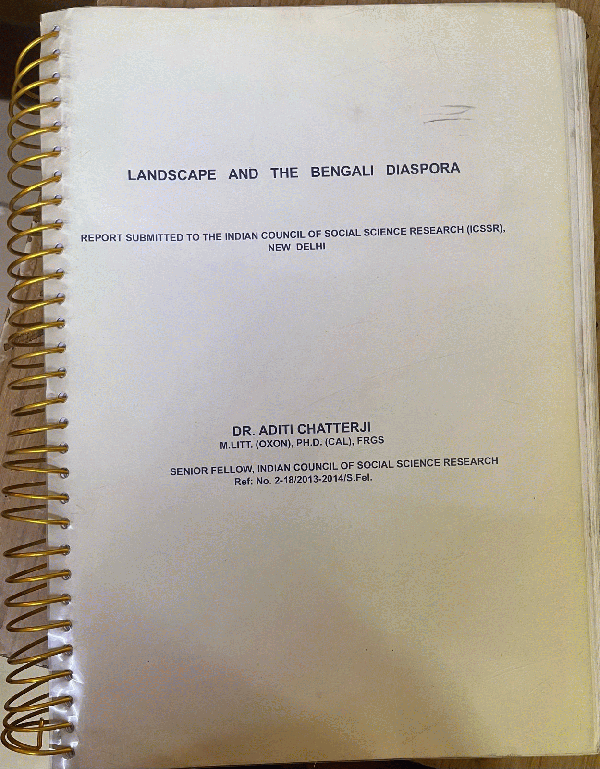 LANDSCAPE AND THE BENGALI DIASPORA
REPORT SUBMITTED TO THE INDIAN COUNCIL OF SOCIAL SCIENCE RESEARCH (ICSSR),
NEW DELHI
DR. ADITI CHATTERJI
M.LITT. (OXON), PH.D. (CAL), FRGS
SENIOR FELLOW, INDIAN COUNCIL OF SOCIAL SCIENCE RESEARCH
Ref: No. 2-18/2013-2014/S.Fel.